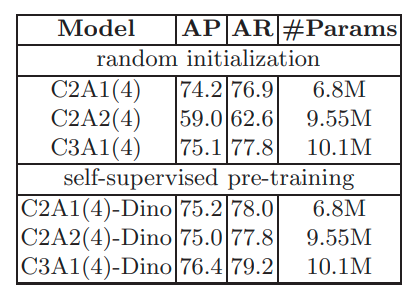 Model AP AR #Params
random initialization
C2A1(4) 74.2 76.9 6.8M
C2A2(4) 59.0 62.6 9.55M
C3A1(4) 75.1 77.8 10.1M
self-supervised pre-training
C2A1(4)-Dino 75.2 78.0 6.8M
C2A2(4)-Dino 75.0 77.8 9.55M
C3A1(4)-Dino 76.4 79.2 10.1M